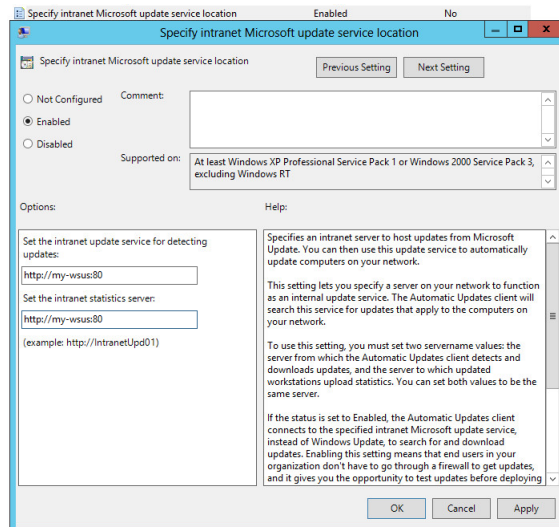 Specify intranet Microsoft update service location Enabled No
Specify intranet Microsoft update service location
Specify intranet Microsoft update service location
Previous Setting Next Setting
Not Configured
Comment:
Enabled
Disabled
Supported on:
At least Windows XP Professional Service Pack 1 or Windows 2000 Service Pack 3,
excluding Windows RT
Options:
Help:
Set the intranet update service for detecting
updates:
http://my-wsus:80
Set the intranet statistics server:
http://my-wsus:80
(example: http://IntranetUpd01)
Specifies an intranet server to host updates from Microsoft
Update. You can then use this update service to automatically
update computers on your network.
This setting lets you specify a server on your network to function
as an internal update service. The Automatic Updates client will
search this service for updates that apply to the computers on
your network.
To use this setting, you must set two servername values: the
server from which the Automatic Updates client detects and
downloads updates, and the server to which updated
workstations upload statistics. You can set both values to be the
same server.
If the status is set to Enabled, the Automatic Updates client
connects to the specified intranet Microsoft update service,
instead of Windows Update, to search for and download
updates. Enabling this setting means that end users in your
organization don't have to go through a firewall to get updates,
and it gives you the opportunity to test updates before deploying
OK Cancel Apply